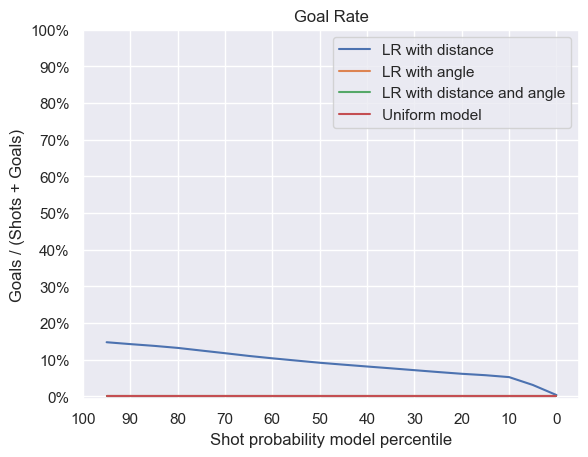 Goal Rate
100%
90%
80%
70%
60%
50%
40%
30%
20%
10%
0%
Goals / (Shots + Goals)
LR with distance
LR with angle
LR with distance and angle
Uniform model
100 90 80 70 60 50 40 30 20 10 0
Shot probability model percentile